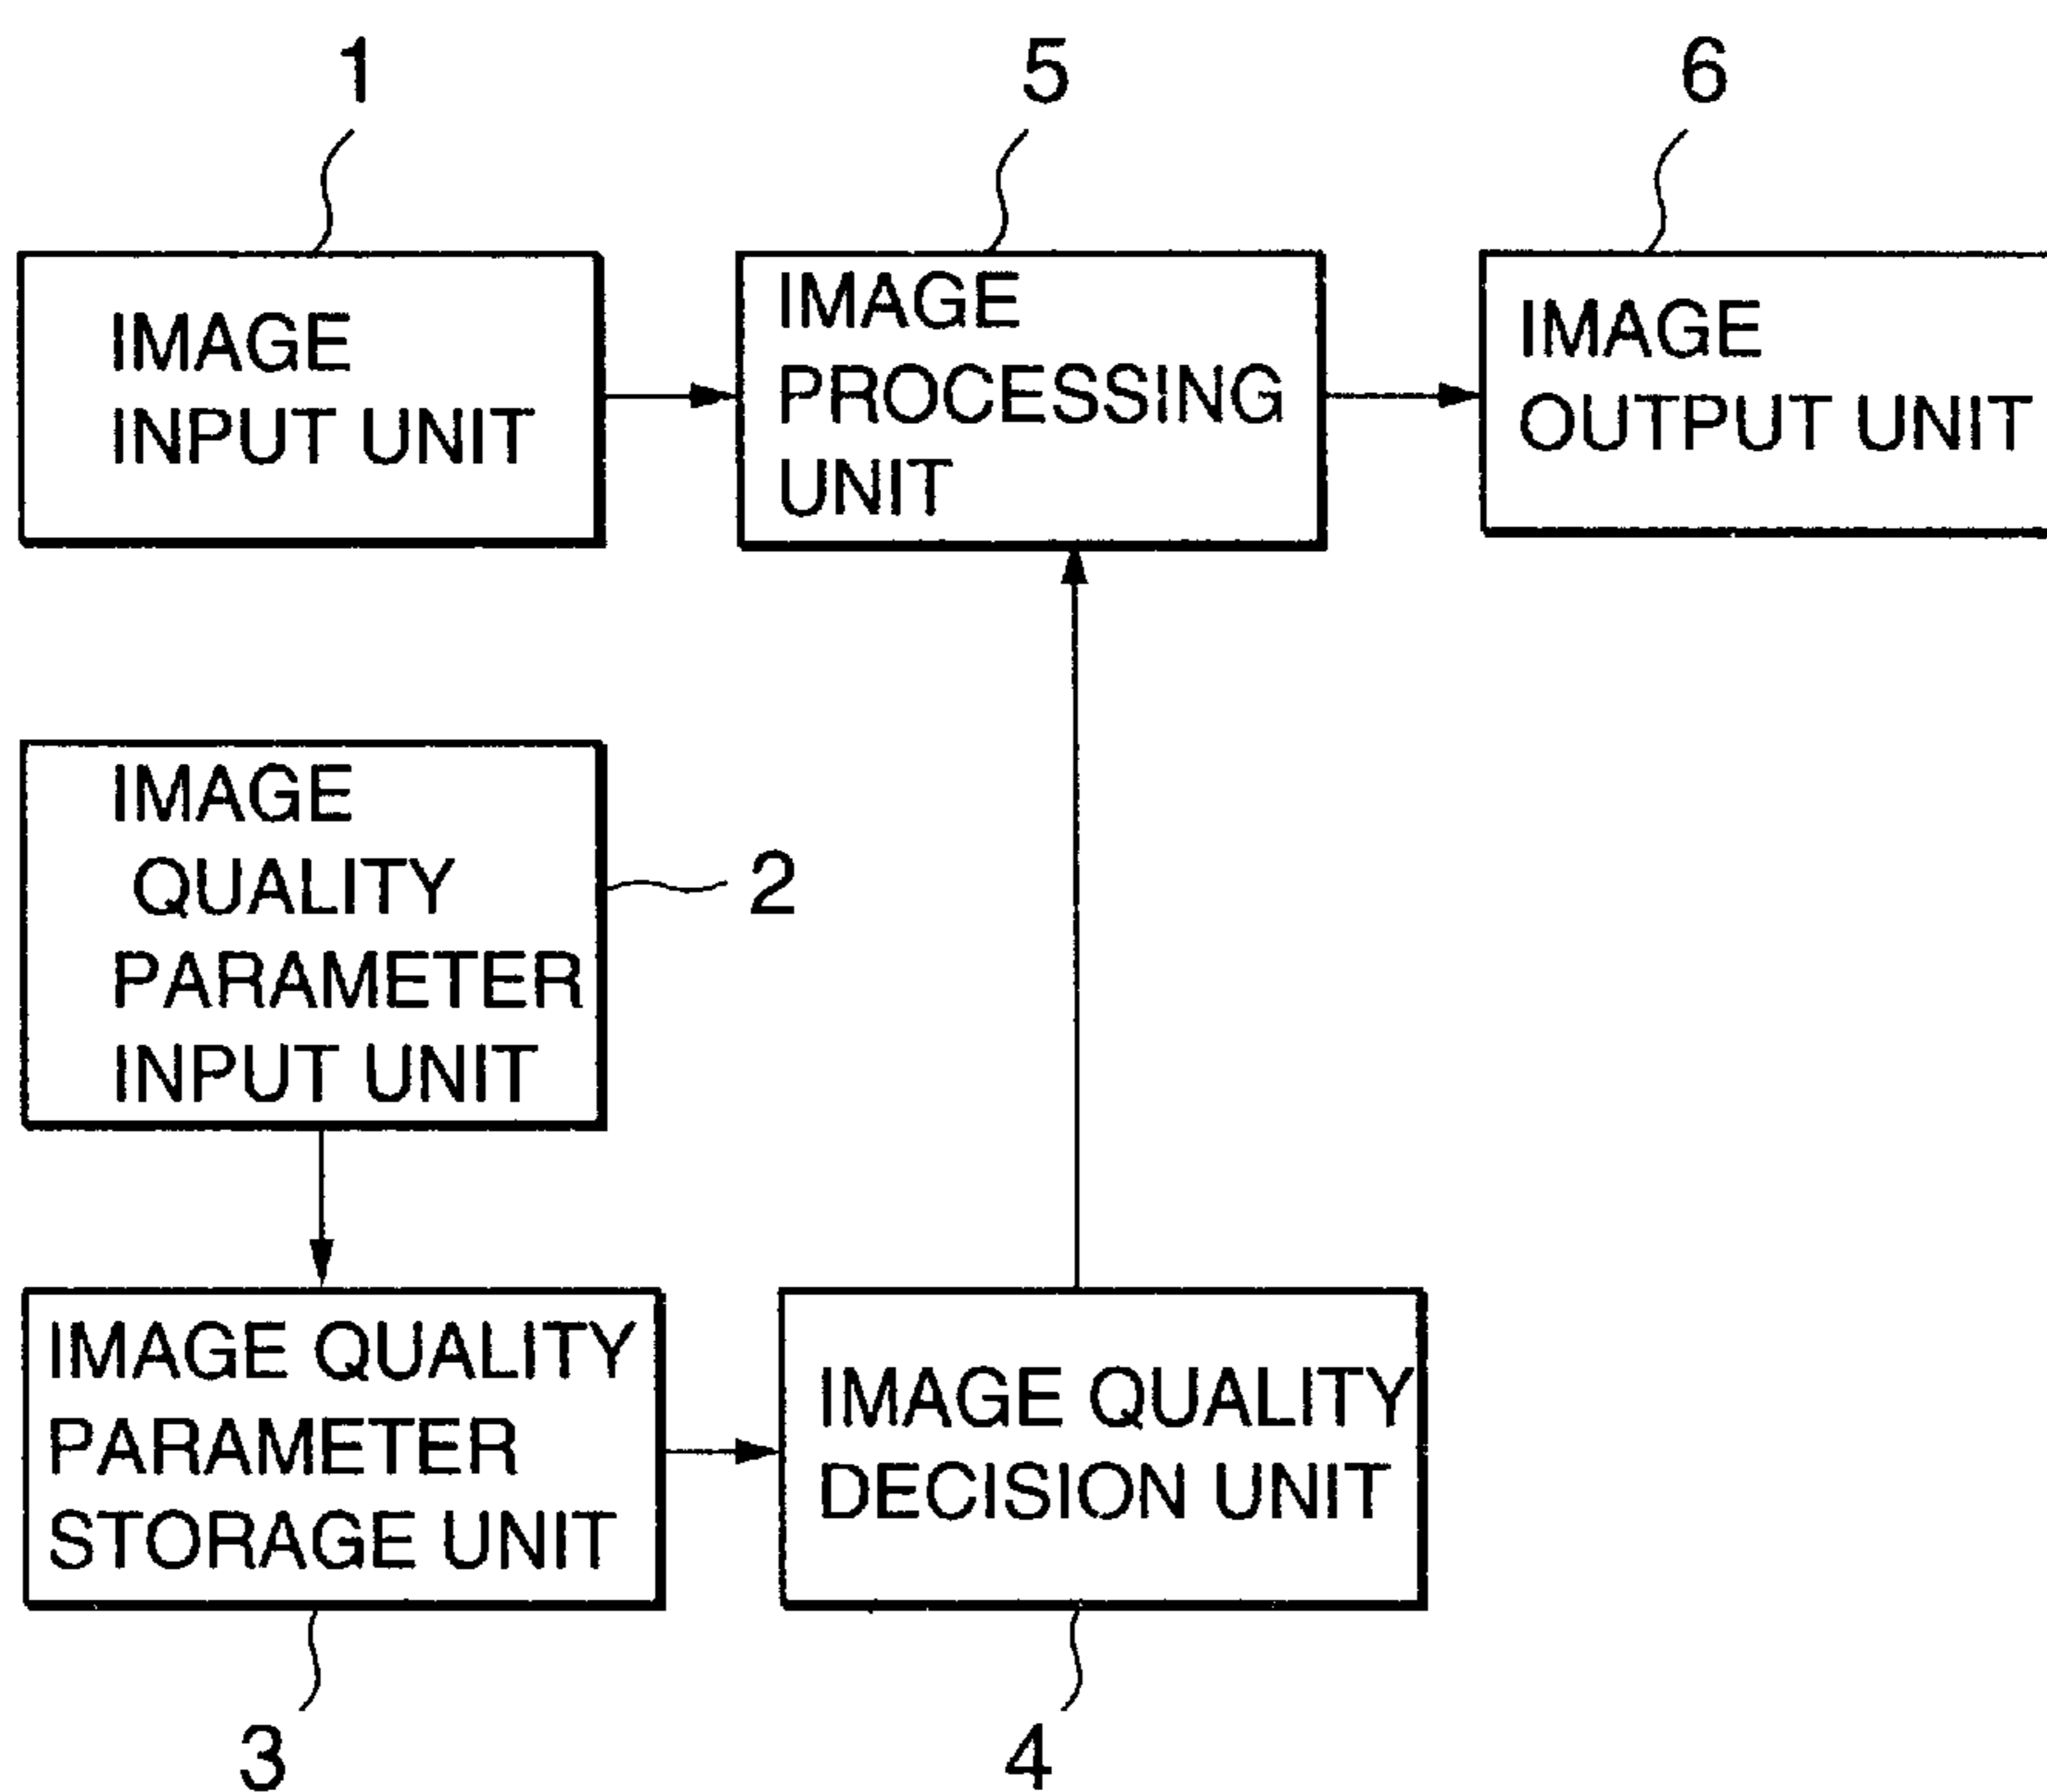 1
5
6
IMAGE
INPUT UNIT
IMAGE
PROCESSING
UNIT
IMAGE
OUTPUT UNIT
IMAGE
QUALITY
PARAMETER
INPUT UNIT
2
IMAGE QUALITY
PARAMETER
STORAGE UNIT
IMAGE QUALITY
DECISION UNIT
3
4